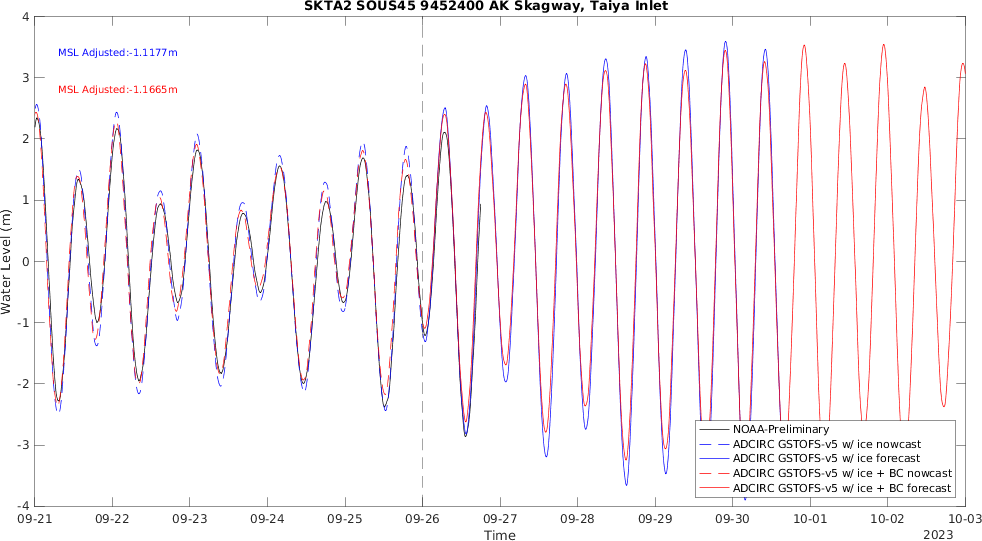 SKTA2 SOUS45 9452400 AK Skagway, Taiya Inlet
4
MSL Adjusted:-1.1177m
3
MSL Adjusted:-1.1665m
2
1
0
-1
-2
-3
-4
Water Level (m)
NOAA-Preliminary
ADCIRC GSTOFS-v5 w/ ice nowcast
ADCIRC GSTOFS-v5 w/ ice forecast
ADCIRC GSTOFS-v5 w/ ice + BC nowcast
ADCIRC GSTOFS-v5 w/ ice + BC forecast
09-21 09-22 09-23 09-24 09-25 09-26 09-27 09-28 09-29 09-30 10-01 10-02 10-03
Time
2023